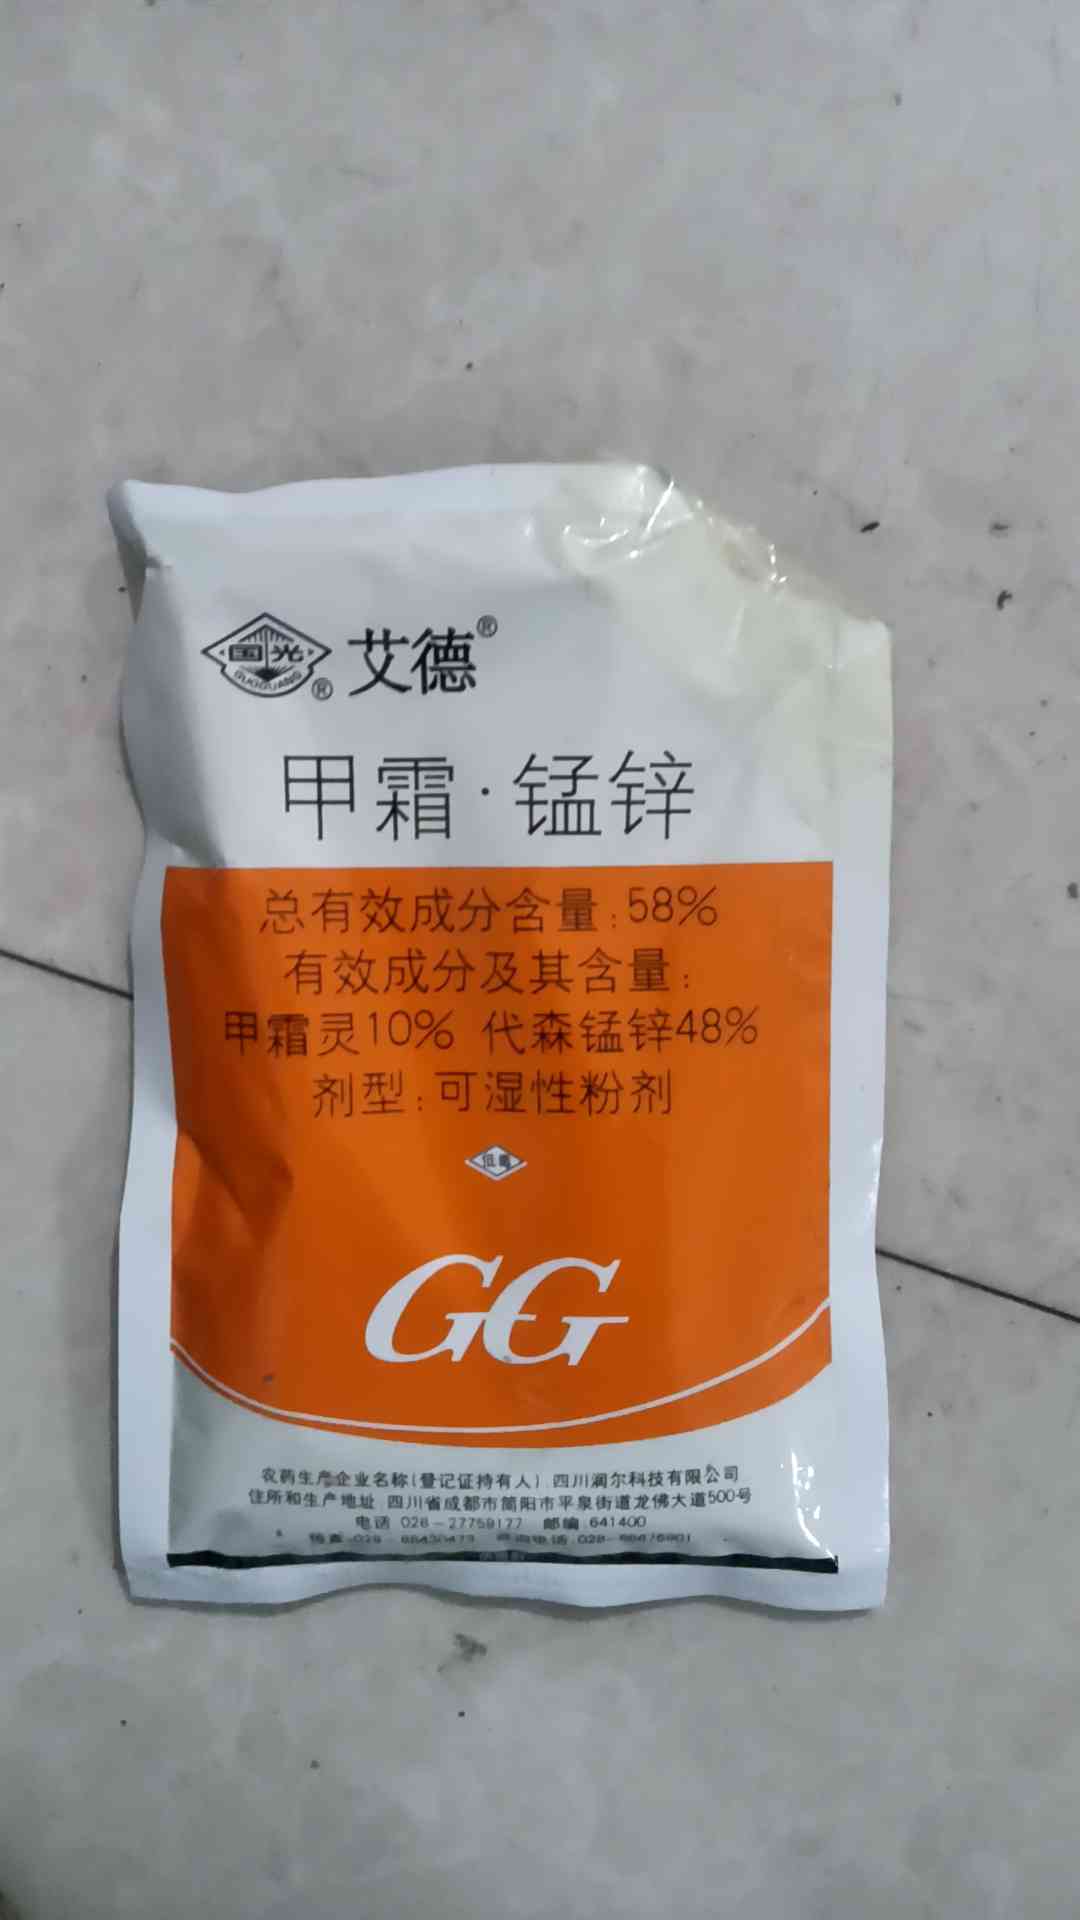 国光
GUOGUANG ® 艾德®
甲霜·锰锌
总有效成分含量:58%
有效成分及其含量:
甲霜灵10% 代森锰锌48%
剂型:可湿性粉剂
低毒
GG
农药生产企业名称(登记证持有人):四川润尔科技有限公司
住所和生产地址:四川省成都市简阳市平泉街道龙佛大道500号
电话:028-27759177 邮编:641400
传真:028-